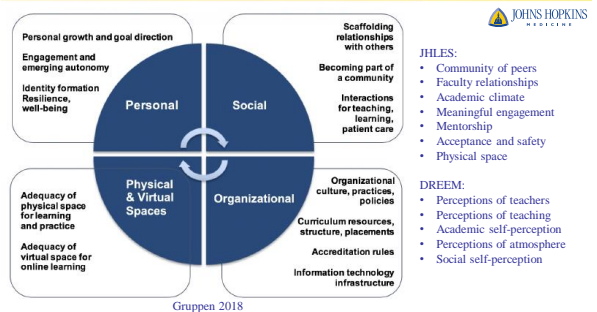 JOHNS HOPKINS
MEDICINE
Personal growth and goal direction
Engagement and
emerging autonomy
Identity formation
Resilience,
well-being
Personal
Social
Scaffolding
relationships
with others
Becoming part of
a community
Interactions
for teaching,
learning,
patient care
Physical
& Virtual
Spaces
Organizational
Adequacy of
physical space
for learning
and practice
Adequacy of
virtual space for
online learning
Organizational
culture, practices,
policies
Curriculum resources,
structure, placements
Accreditation rules
Information technology
infrastructure
Gruppen 2018
JHLES:
• Community of peers
• Faculty relationships
• Academic climate
• Meaningful engagement
• Mentorship
• Acceptance and safety
• Physical space
DREEM:
• Perceptions of teachers
• Perceptions of teaching
• Academic self-perception
• Perceptions of atmosphere
• Social self-perception